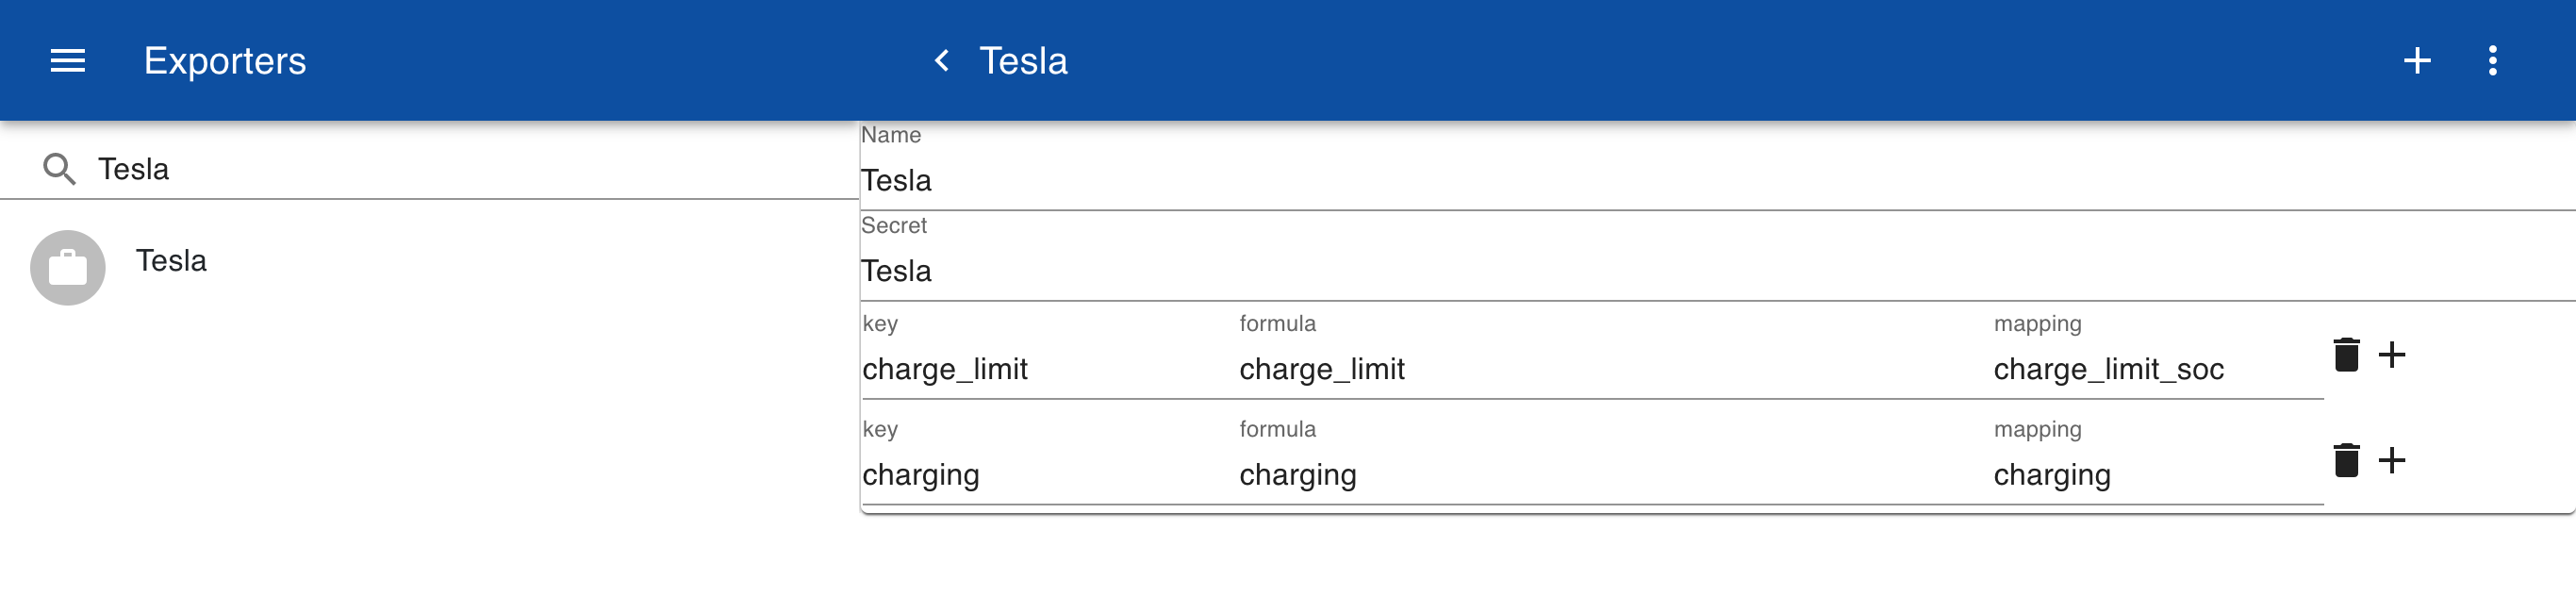 Exporters
Tesla
Tesla
Tesla
Name
Tesla
Secret
Tesla
key formula mapping
charge_limit charge_limit charge_limit_soc
key formula mapping
charging charging charging